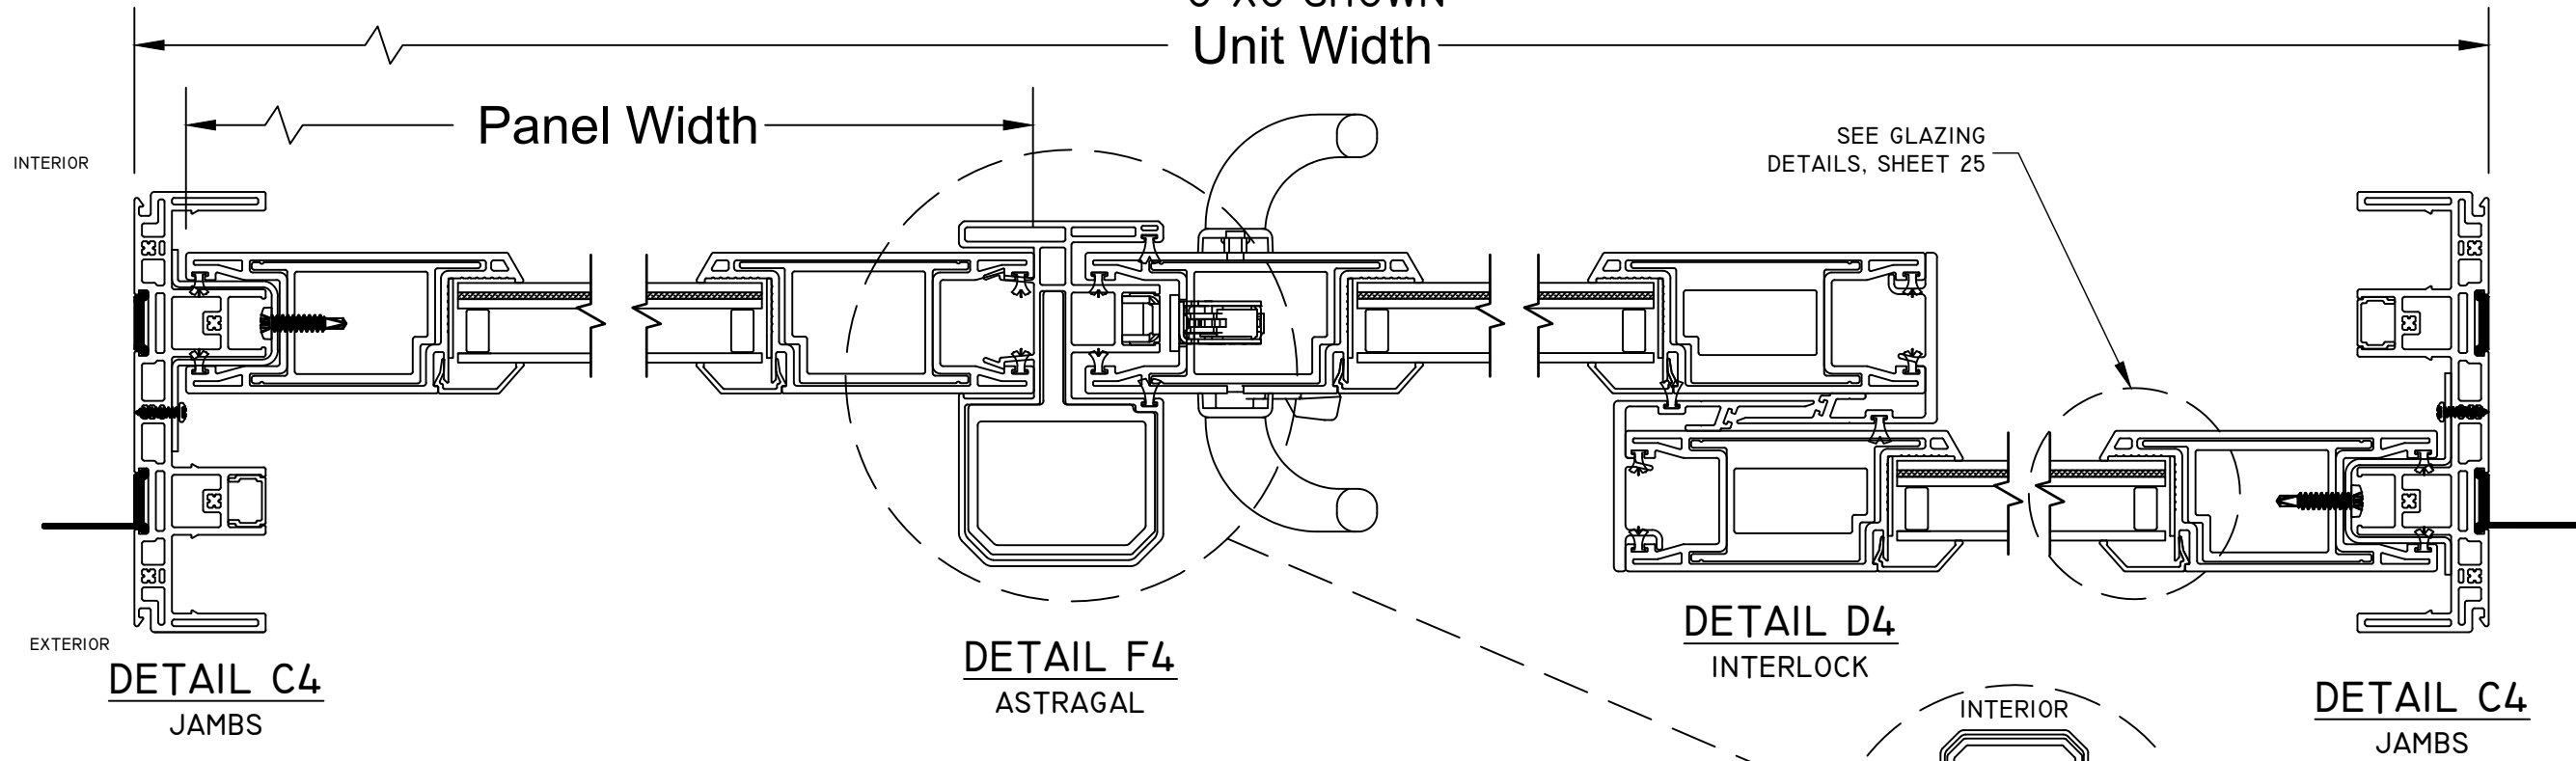 Unit Width
Panel Width
INTERIOR
SEE GLAZING
DETAILS, SHEET 25
EXTERIOR
DETAIL C4
JAMBS
DETAIL F4
ASTRAGAL
DETAIL D4
INTERLOCK
INTERIOR
DETAIL C4
JAMBS